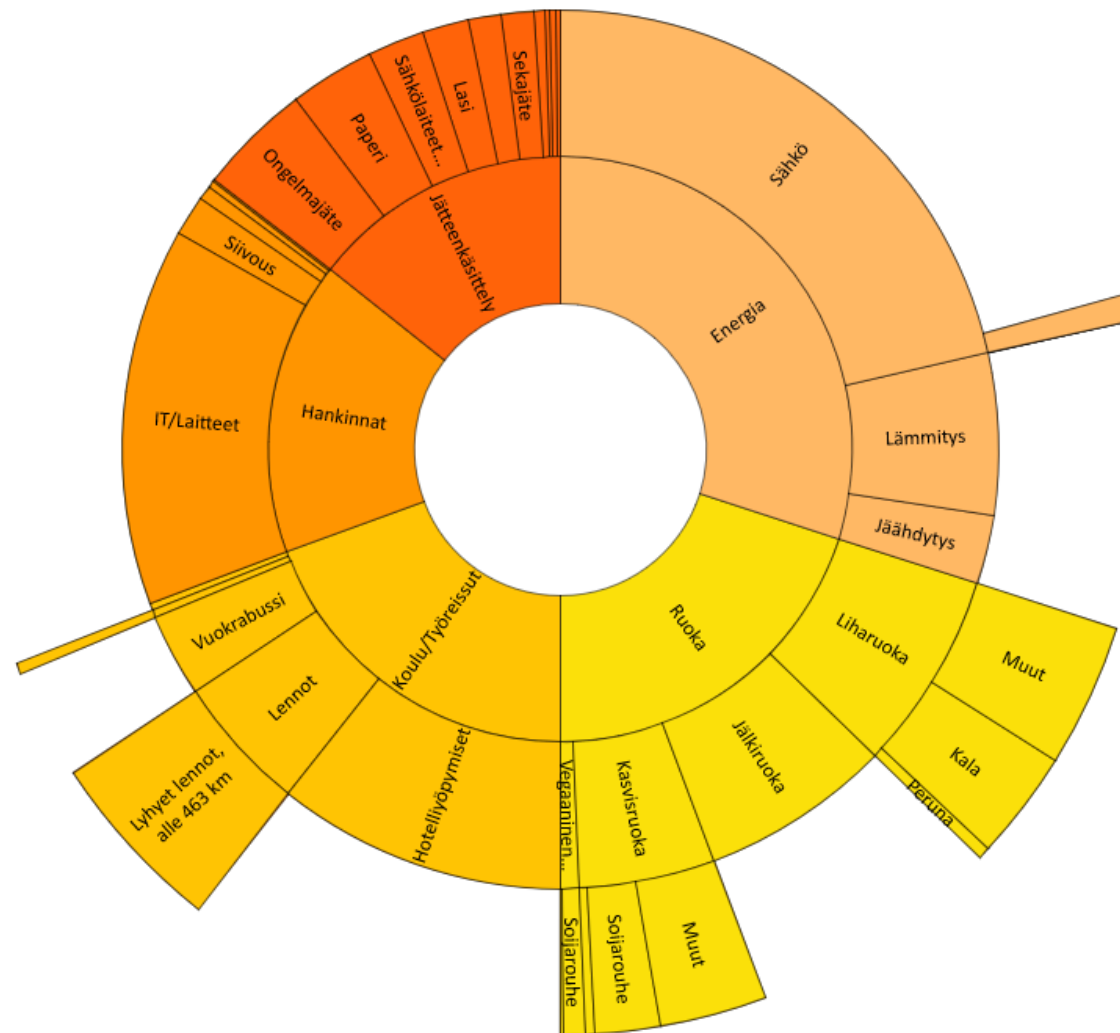 Sähkö
Energia
Lämmitys
Jäähdytys
Ruoka
Liharuoka
Muut
Kala
Peruna
Jälkiruoka
Kasvisruoka
Muut
Soijarouhe
Vegaaninen...
Soijarouhe
Koulu/Työreissut
Hotelliyöpymiset
Lennot
Lyhyet lennot,
alle 463 km
Vuokrabussi
Hankinnat
IT/Laitteet
Siivous
Jätteenkäsittely
Ongelmajäte
Paperi
Sähkölaiteet...
Lasi
Sekajäte